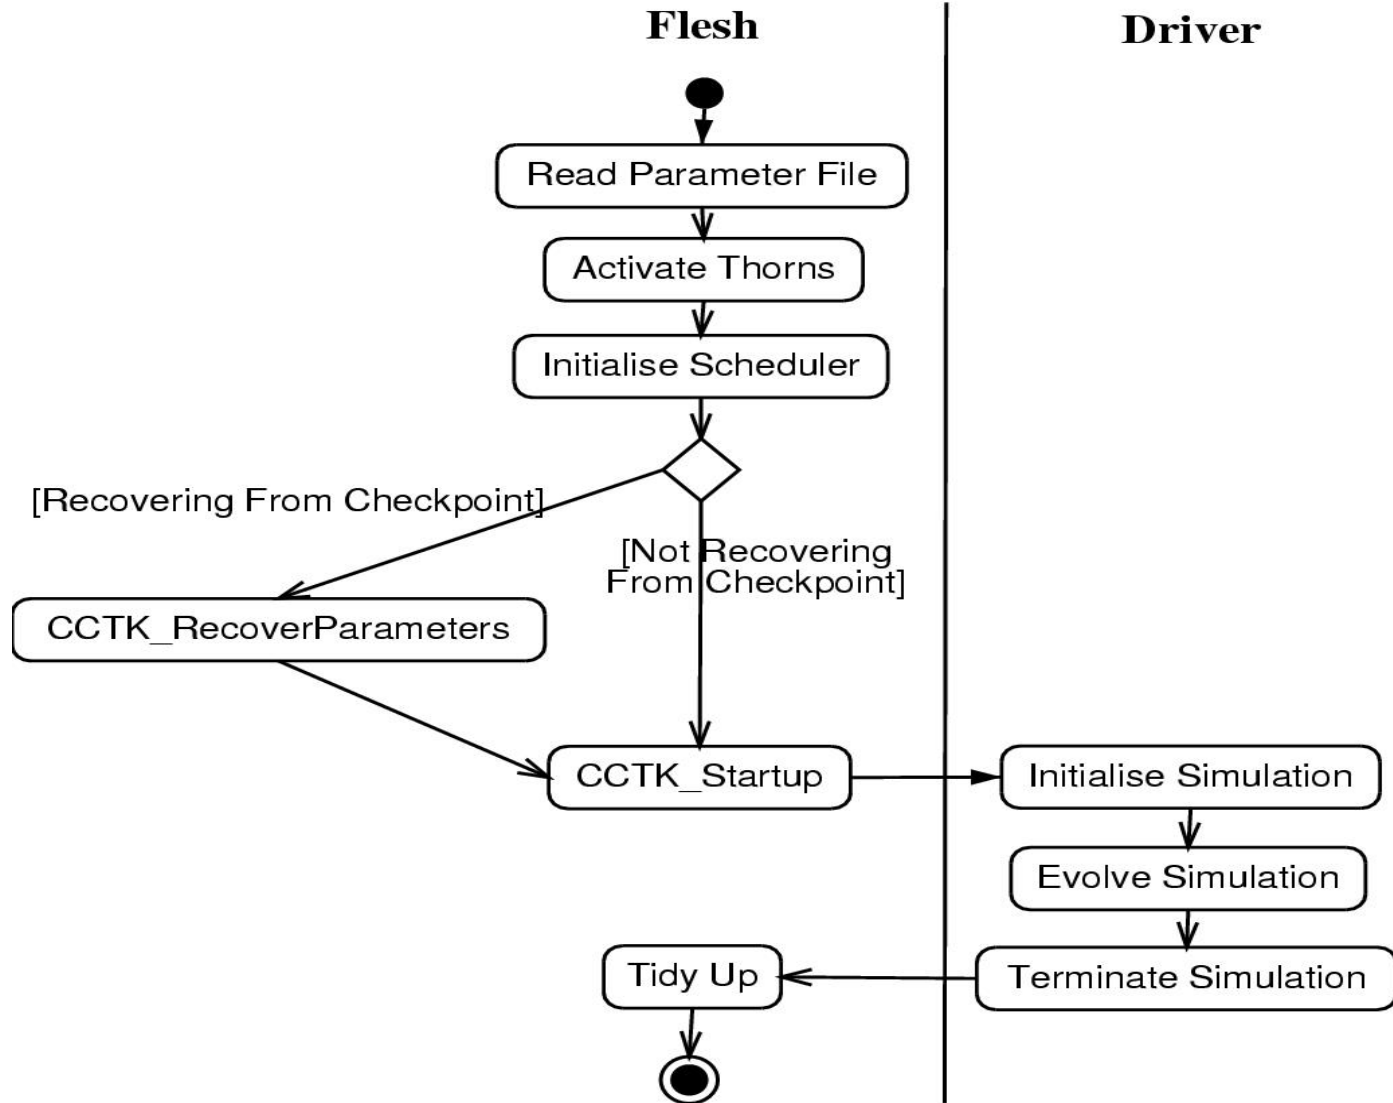 Flesh
Driver
Read Parameter File
Activate Thorns
Initialise Scheduler
[Recovering From Checkpoint]
[Not Recovering
From Checkpoint]
CCTK_RecoverParameters
CCTK_Startup
Initialise Simulation
Evolve Simulation
Tidy Up
Terminate Simulation